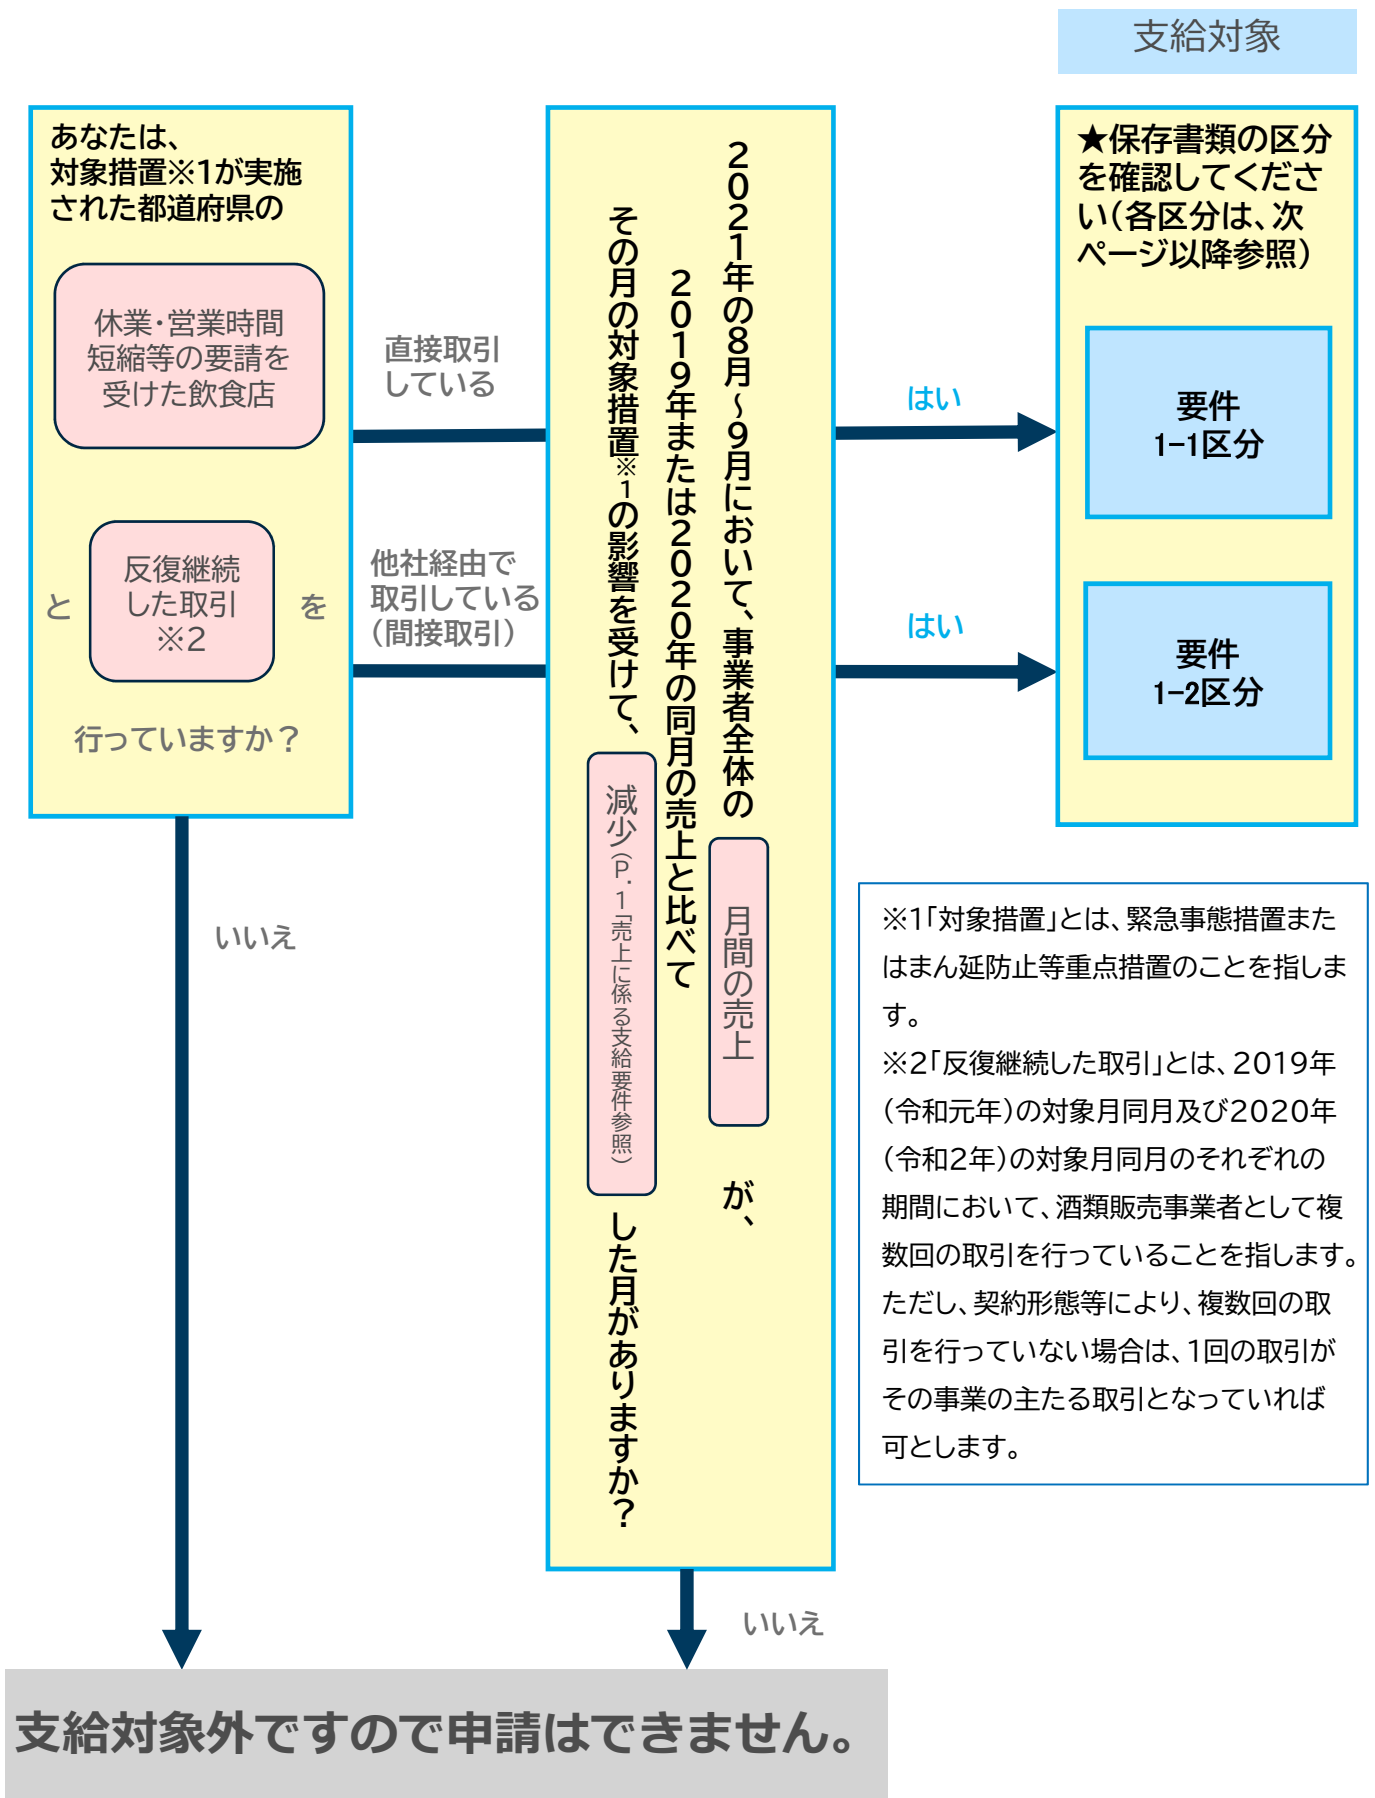 支給対象
あなたは、
対象措置※1が実施
された都道府県の
休業・営業時間
短縮等の要請を
受けた飲食店
と
反復継続
した取引
※2
を
行っていますか？
直接取引
している
他社経由で
取引している
（間接取引）
いいえ
2021年の8月～9月において、事業者全体の
月間の売上
が、
2019年または2020年の同月の売上と比べて
その月の対象措置※1の影響を受けて、
減少（P.1「売上に係る支給要件参照）
した月がありますか？
はい
はい
いいえ
★保存書類の区分
を確認してくださ
い（各区分は、次
ページ以降参照）
要件
1-1区分
要件
1-2区分
※1「対象措置」とは、緊急事態措置また
はまん延防止等重点措置のことを指しま
す。
※2「反復継続した取引」とは、2019年
（令和元年）の対象月同月及び2020年
（令和2年）の対象月同月のそれぞれの
期間において、酒類販売事業者として複
数回の取引を行っていることを指します。
ただし、契約形態等により、複数回の取
引を行っていない場合は、1回の取引が
その事業の主たる取引となっていれば
可とします。
支給対象外ですので申請はできません。